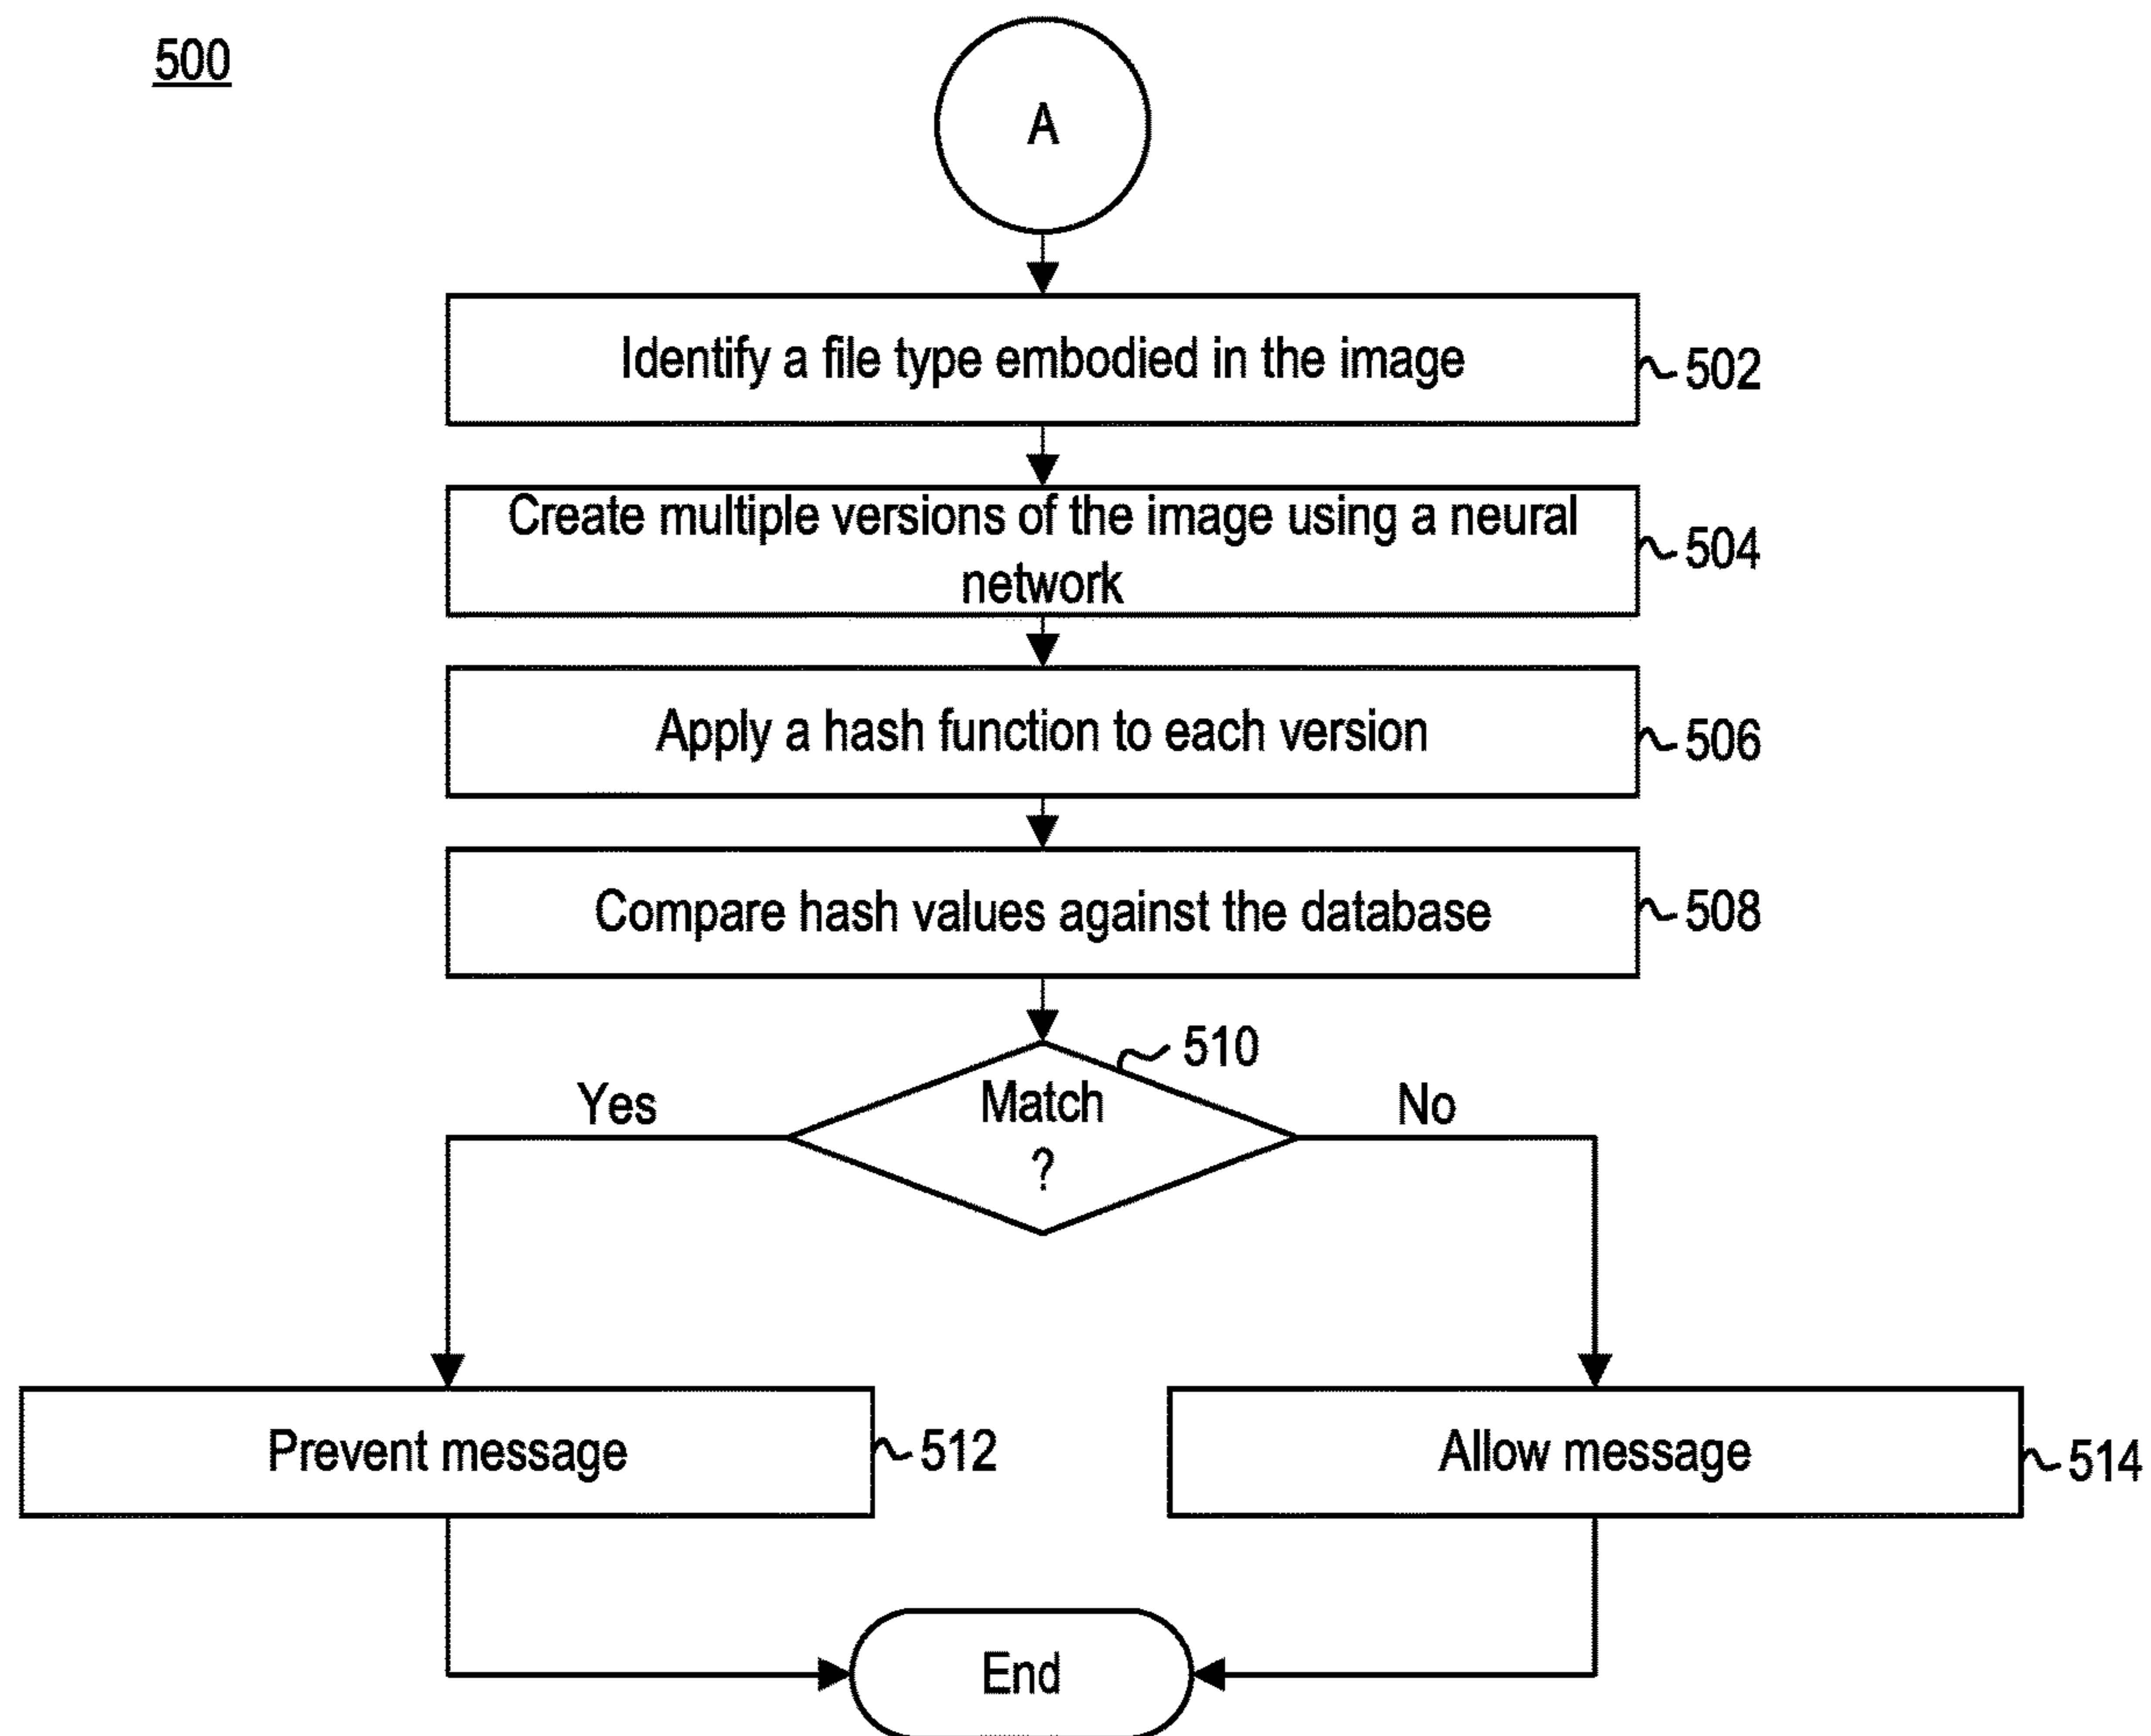 500
A
Identify a file type embodied in the image
502
Create multiple versions of the image using a neural
network
504
Apply a hash function to each version
506
Compare hash values against the database
508
510
Match
?
Yes
No
Prevent message
512
Allow message
514
End